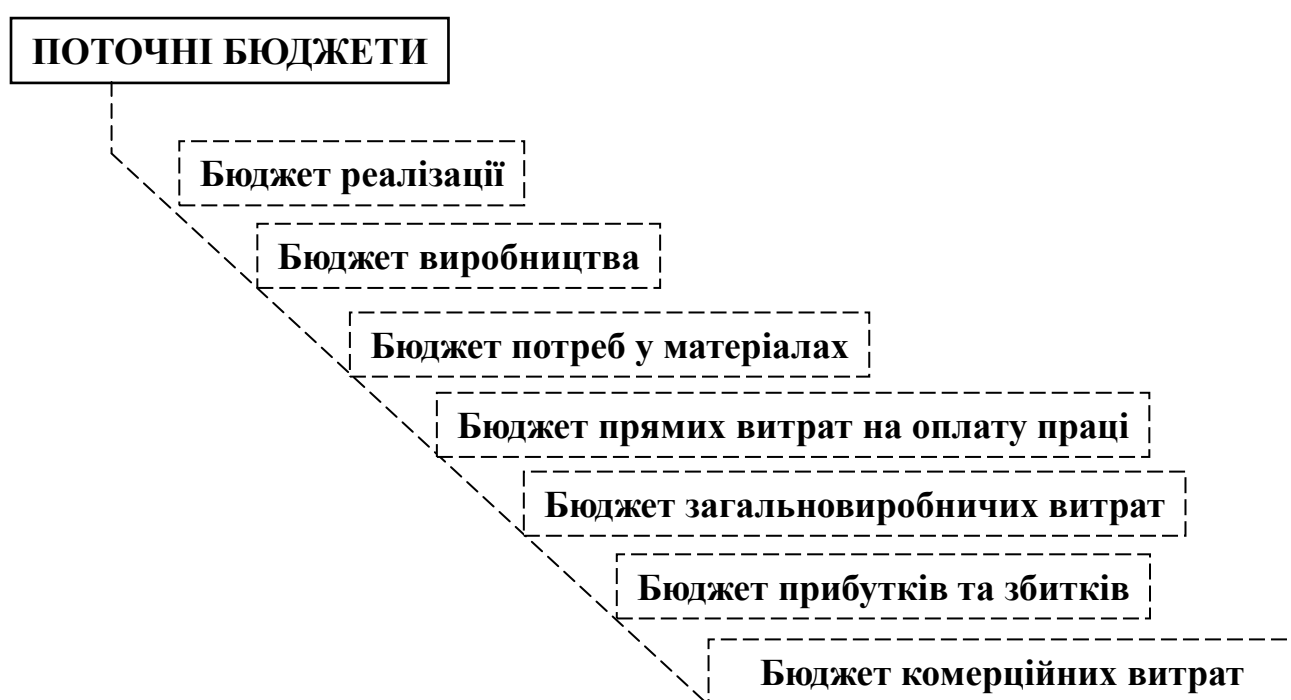 ПОТОЧНІ БЮДЖЕТИ
Бюджет реалізації
Бюджет виробництва
Бюджет потреб у матеріалах
Бюджет прямих витрат на оплату праці
Бюджет загальновиробничих витрат
Бюджет прибутків та збитків
Бюджет комерційних витрат